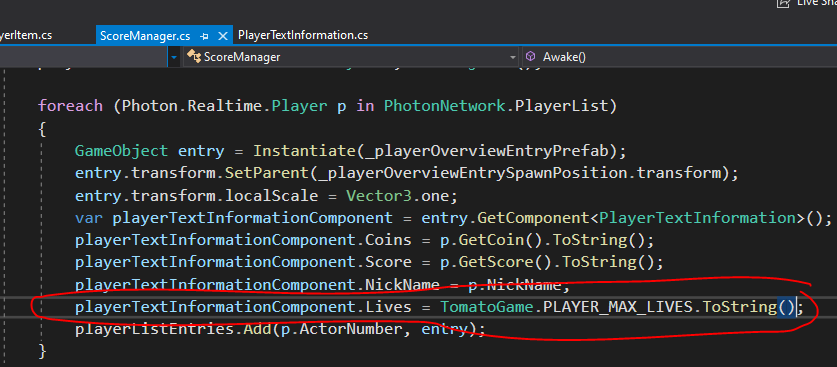 Live Sha
yerItem.cs
ScoreManager.cs
PlayerTextInformation.cs
ScoreManager
Awake()
foreach (Photon.Realtime.Player p in PhotonNetwork.PlayerList)
{
GameObject entry = Instantiate(_playerOverviewEntryPrefab);
entry.transform.SetParent(_playerOverviewEntrySpawnPosition.transform);
entry.transform.localScale = Vector3.one;
var playerTextInformationComponent = entry.GetComponent<PlayerTextInformation>();
playerTextInformationComponent.Coins = p.GetCoin().ToString();
playerTextInformationComponent.Score = p.GetScore().ToString();
playerTextInformationComponent.NickName = p.NickName;
playerTextInformationComponent.Lives = TomatoGame.PLAYER_MAX_LIVES.ToString();
playerListEntries.Add(p.ActorNumber, entry);
}